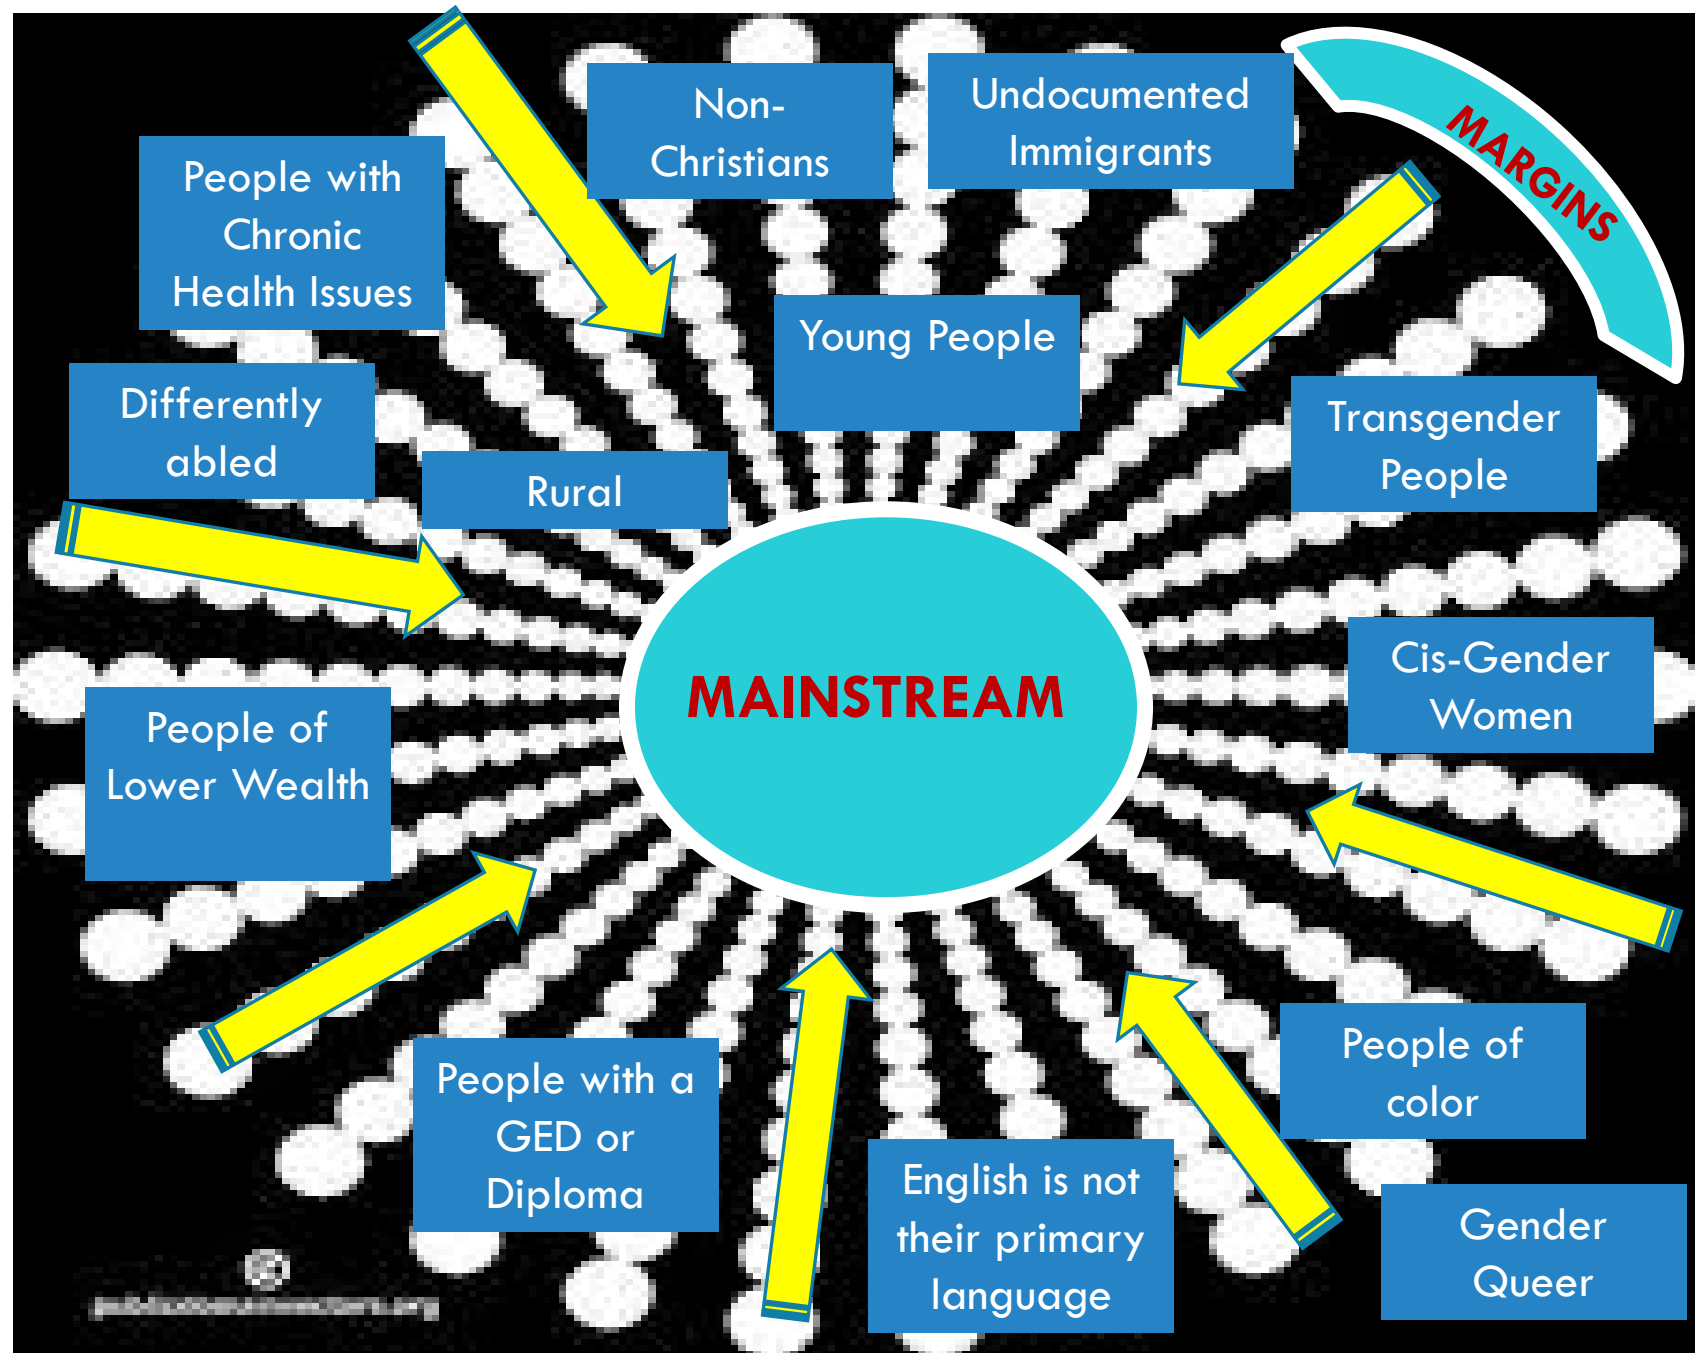 MARGINS
Non-
Christians
Undocumented
Immigrants
People with
Chronic
Health Issues
Young People
Differently
abled
Rural
Transgender
People
MAINSTREAM
Cis-Gender
Women
People of
Lower Wealth
People of
color
People with a
GED or
Diploma
English is not
their primary
language
Gender
Queer